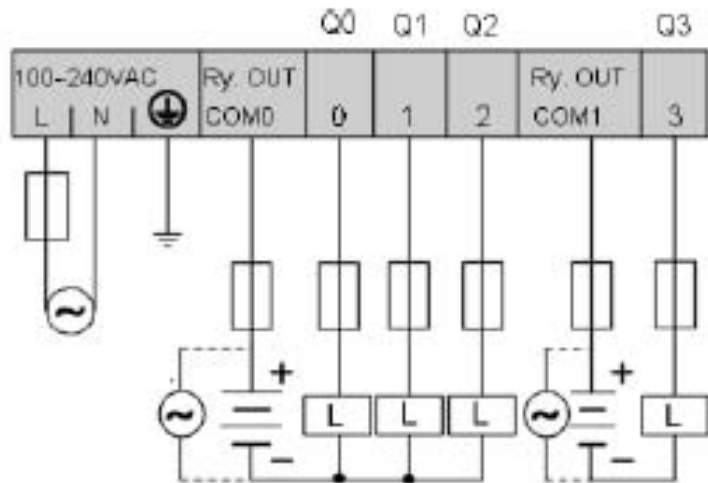 Q0 Q1 Q2 Q3
100-240VAC Ry. OUT Ry. OUT
L N COM0 0 1 2 COM1 3
~
+ +
~ L L L ~ L
- -